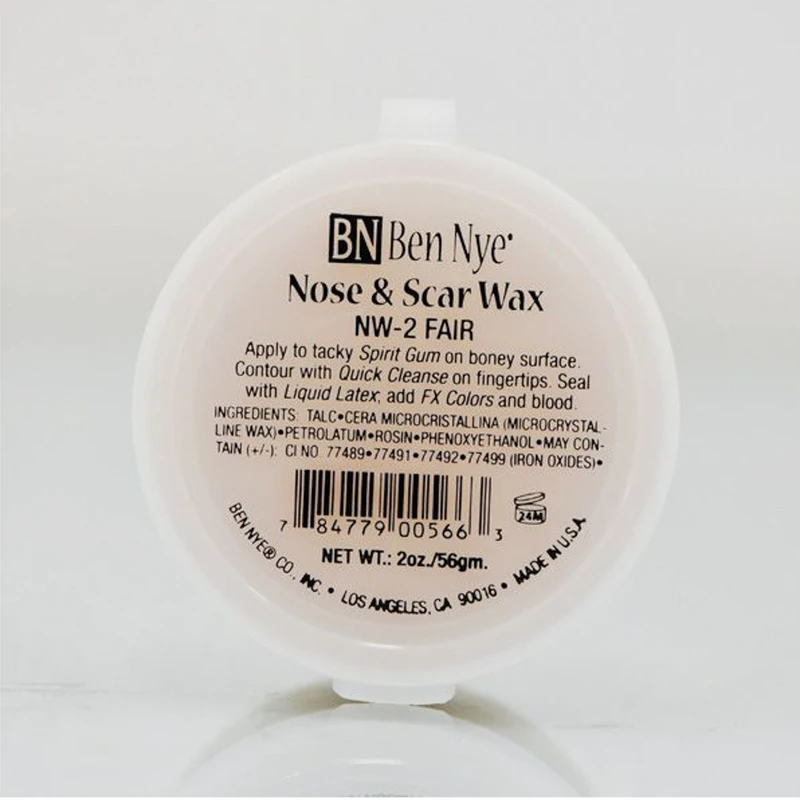 BN Ben Nye®
Nose & Scar Wax
NW-2 FAIR
Apply to tacky Spirit Gum on boney surface.
Contour with Quick Cleanse on fingertips. Seal
with Liquid Latex, add FX Colors and blood.
INGREDIENTS: TALC•CERA MICROCRISTALLINA (MICROCRYSTAL-
LINE WAX)•PETROLATUM•ROSIN•PHENOXYETHANOL•MAY CON-
TAIN (+/-): CI NO. 77489•77491•77492•77499 (IRON OXIDES)•
7 84779 00566 3
24M
NET WT.: 2oz./56gm.
BEN NYE® CO., INC. • LOS ANGELES, CA 90016 • MADE IN U.S.A.